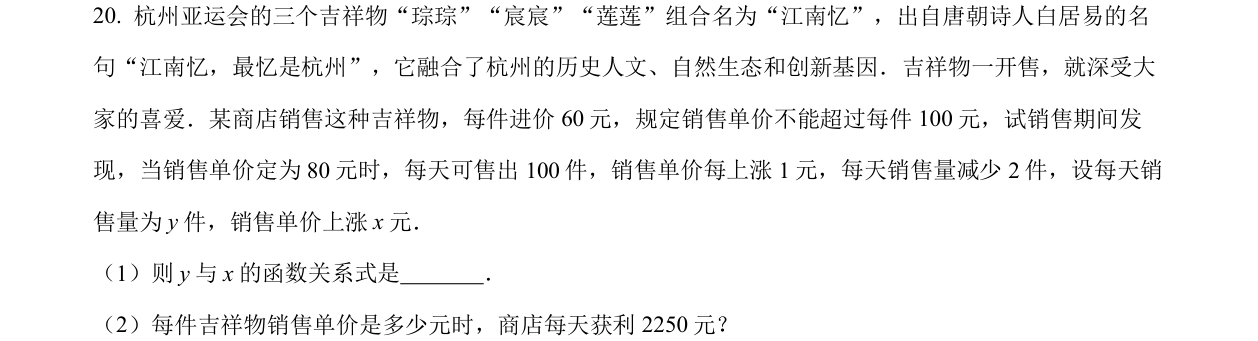 20. 杭州亚运会的三个吉祥物“琮琮”“宸宸”“莲莲”组合名为“江南忆”，出自唐朝诗人白居易的名
句“江南忆，最忆是杭州”，它融合了杭州的历史人文、自然生态和创新基因．吉祥物一开售，就深受大
家的喜爱．某商店销售这种吉祥物，每件进价 60 元，规定销售单价不能超过每件 100 元，试销售期间发
现，当销售单价定为 80 元时，每天可售出 100 件，销售单价每上涨 1 元，每天销售量减少 2 件，设每天销
售量为 y 件，销售单价上涨 x 元．
（1）则 y 与 x 的函数关系式是_______．
（2）每件吉祥物销售单价是多少元时，商店每天获利 2250 元？